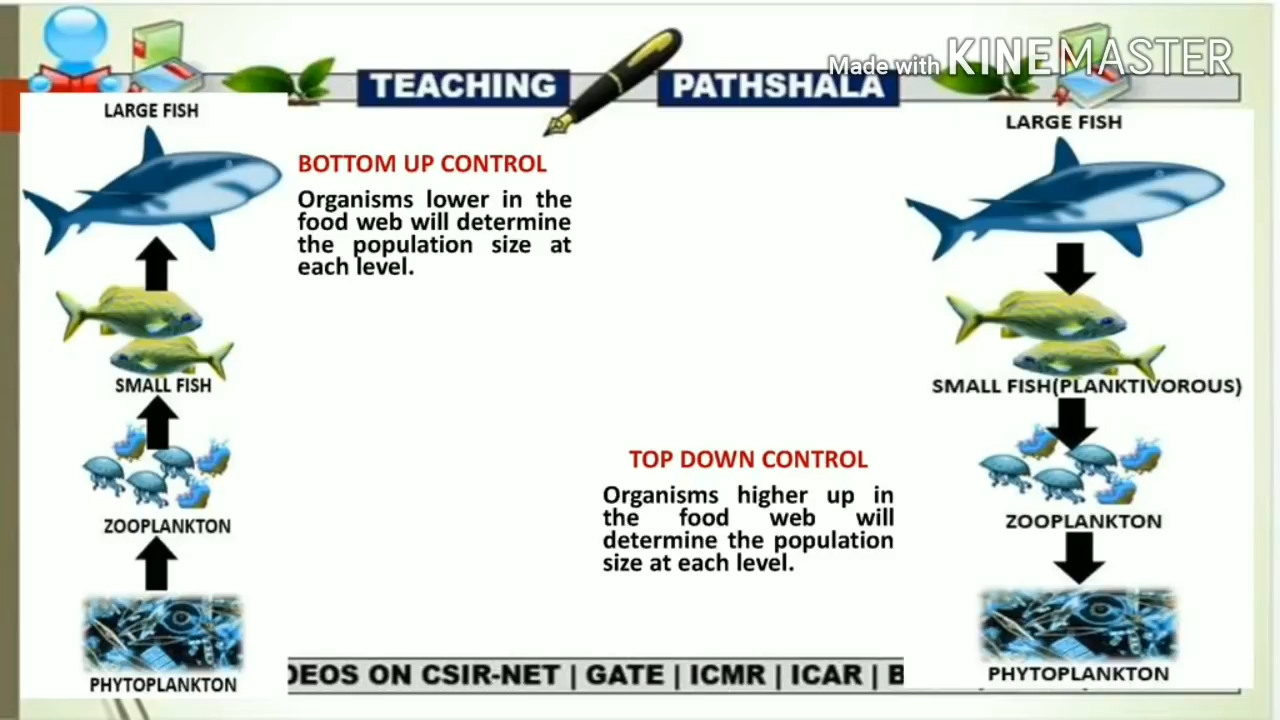 Made with KINEMASTER
TEACHING PATHSHALA
LARGE FISH
BOTTOM UP CONTROL
Organisms lower in the
food web will determine
the population size at
each level.
SMALL FISH
ZOOPLANKTON
PHYTOPLANKTON
TOP DOWN CONTROL
Organisms higher up in
the food web will
determine the population
size at each level.
LARGE FISH
SMALL FISH(PLANKTIVOROUS)
ZOOPLANKTON
PHYTOPLANKTON
ON CSIR-NET | GATE | ICMR | ICAR |